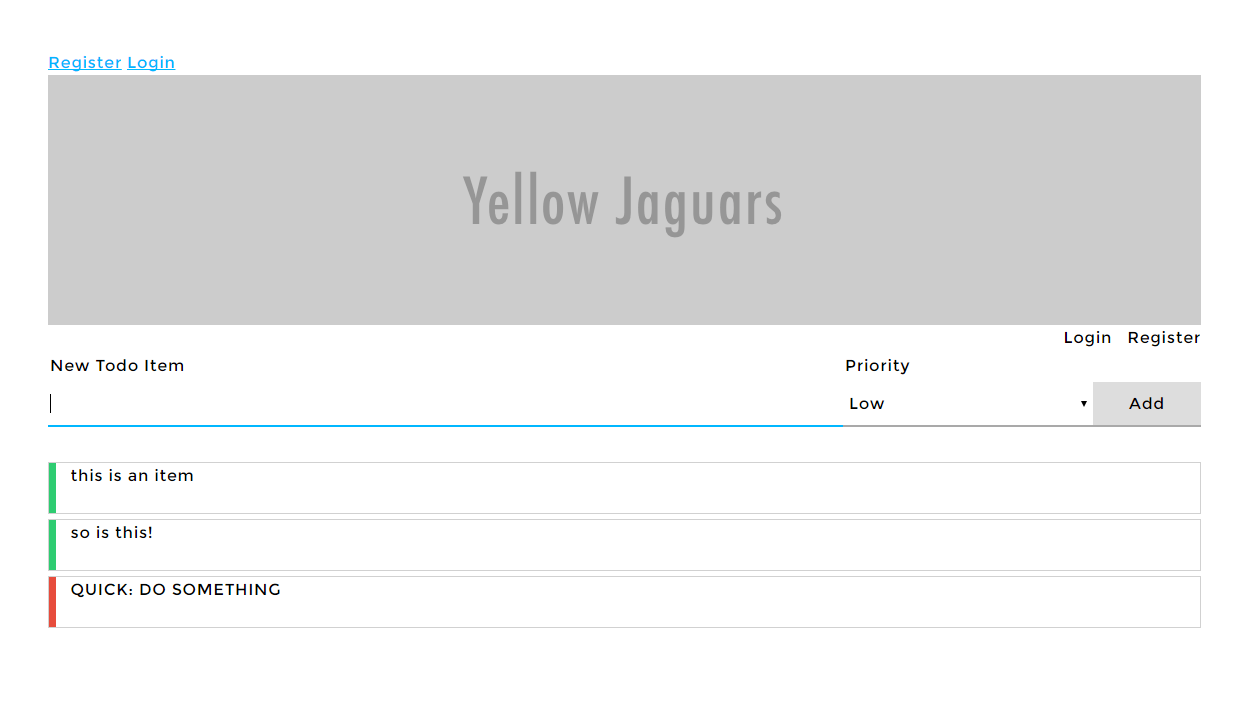 Register Login
Yellow Jaguars
Login Register
New Todo Item Priority
Low Add
this is an item
so is this!
QUICK: DO SOMETHING